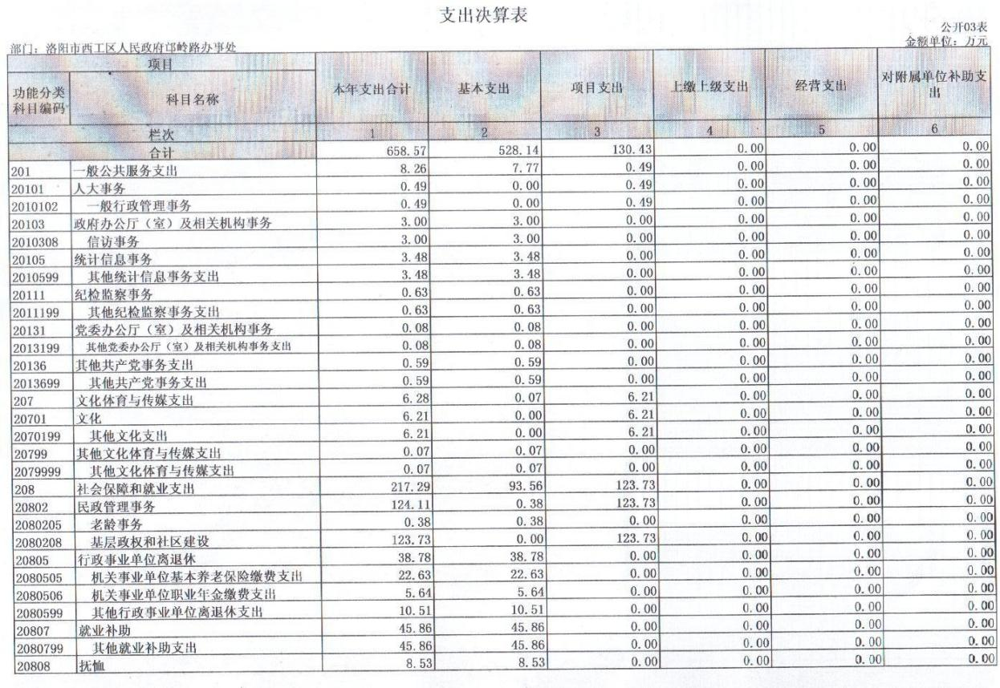 支出决算表
公开03表
部门：洛阳市西工区人民政府邙岭路办事处 金额单位：万元
项目
功能分类科目编码 科目名称 本年支出合计 基本支出 项目支出 上缴上级支出 经营支出 对附属单位补助支出
栏次 1 2 3 4 5 6
合计 658.57 528.14 130.43 0.00 0.00 0.00
201 一般公共服务支出 8.26 7.77 0.49 0.00 0.00 0.00
20101 人大事务 0.49 0.00 0.49 0.00 0.00 0.00
2010102 一般行政管理事务 0.49 0.00 0.49 0.00 0.00 0.00
20103 政府办公厅（室）及相关机构事务 3.00 3.00 0.00 0.00 0.00 0.00
2010308 信访事务 3.00 3.00 0.00 0.00 0.00 0.00
20105 统计信息事务 3.48 3.48 0.00 0.00 0.00 0.00
2010599 其他统计信息事务支出 3.48 3.48 0.00 0.00 0.00 0.00
20111 纪检监察事务 0.63 0.63 0.00 0.00 0.00 0.00
2011199 其他纪检监察事务支出 0.63 0.63 0.00 0.00 0.00 0.00
20131 党委办公厅（室）及相关机构事务 0.08 0.08 0.00 0.00 0.00 0.00
2013199 其他党委办公厅（室）及相关机构事务支出 0.08 0.08 0.00 0.00 0.00 0.00
20136 其他共产党事务支出 0.59 0.59 0.00 0.00 0.00 0.00
2013699 其他共产党事务支出 0.59 0.59 0.00 0.00 0.00 0.00
207 文化体育与传媒支出 6.28 0.07 6.21 0.00 0.00 0.00
20701 文化 6.21 0.00 6.21 0.00 0.00 0.00
2070199 其他文化支出 6.21 0.00 6.21 0.00 0.00 0.00
20799 其他文化体育与传媒支出 0.07 0.07 0.00 0.00 0.00 0.00
2079999 其他文化体育与传媒支出 0.07 0.07 0.00 0.00 0.00 0.00
208 社会保障和就业支出 217.29 93.56 123.73 0.00 0.00 0.00
20802 民政管理事务 124.11 0.38 123.73 0.00 0.00 0.00
2080205 老龄事务 0.38 0.38 0.00 0.00 0.00 0.00
2080208 基层政权和社区建设 123.73 0.00 123.73 0.00 0.00 0.00
20805 行政事业单位离退休 38.78 38.78 0.00 0.00 0.00 0.00
2080505 机关事业单位基本养老保险缴费支出 22.63 22.63 0.00 0.00 0.00 0.00
2080506 机关事业单位职业年金缴费支出 5.64 5.64 0.00 0.00 0.00 0.00
2080599 其他行政事业单位离退休支出 10.51 10.51 0.00 0.00 0.00 0.00
20807 就业补助 45.86 45.86 0.00 0.00 0.00 0.00
2080799 其他就业补助支出 45.86 45.86 0.00 0.00 0.00 0.00
20808 抚恤 8.53 8.53 0.00 0.00 0.00 0.00